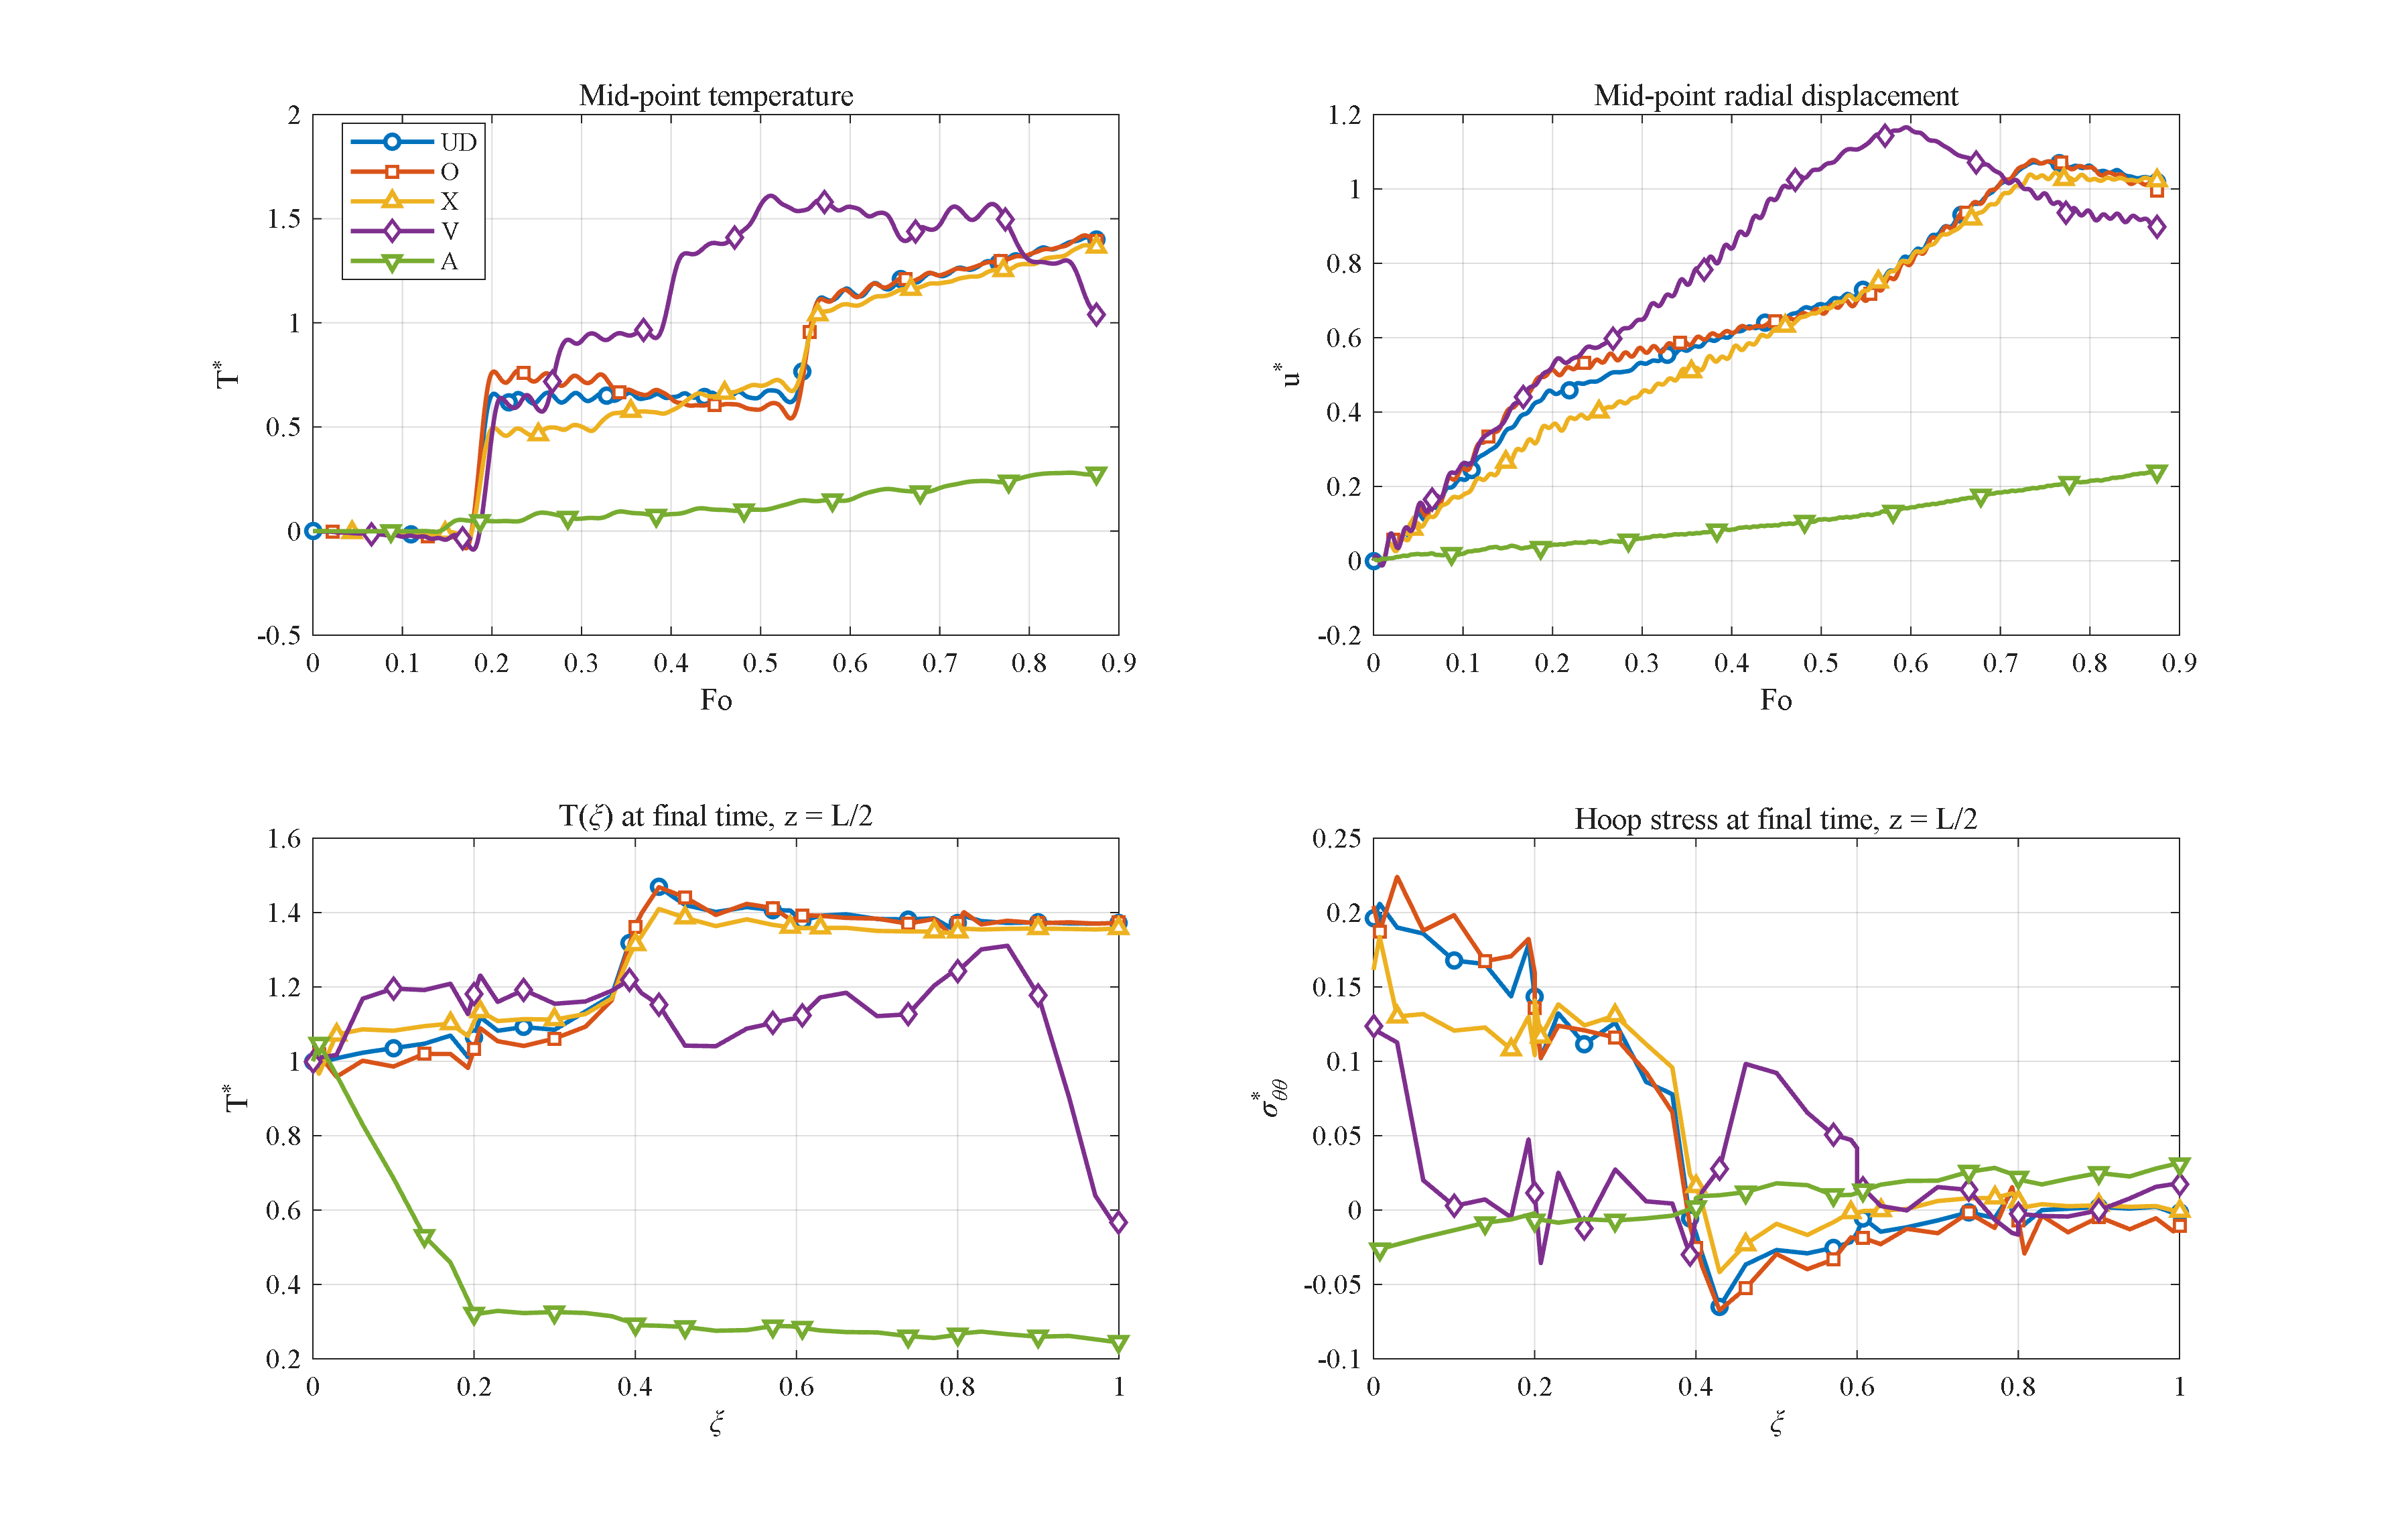 Mid-point temperature
2
1.5
1
0.5
0
-0.5
T*
UD
O
X
V
A
0 0.1 0.2 0.3 0.4 0.5 0.6 0.7 0.8 0.9
Fo
Mid-point radial displacement
1.2
1
0.8
0.6
0.4
0.2
0
-0.2
u*
0 0.1 0.2 0.3 0.4 0.5 0.6 0.7 0.8 0.9
Fo
T(ξ) at final time, z = L/2
1.6
1.4
1.2
1
0.8
0.6
0.4
0.2
T*
0 0.2 0.4 0.6 0.8 1
ξ
Hoop stress at final time, z = L/2
0.25
0.2
0.15
0.1
0.05
0
-0.05
-0.1
σ*θθ
0 0.2 0.4 0.6 0.8 1
ξ